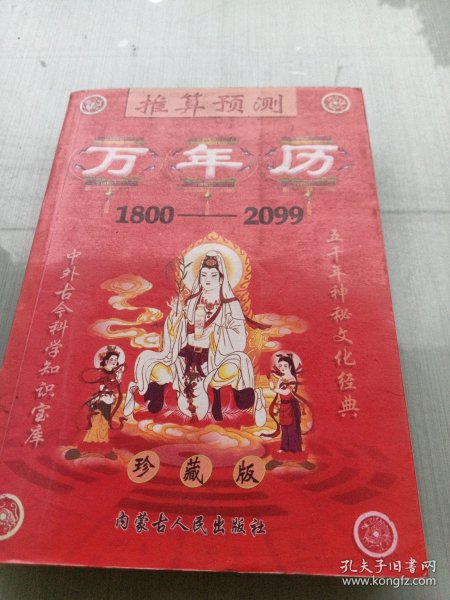 推算预测
万年历
1800——2099
五千年神秘文化经典
中外古今科学知识宝库
珍藏版
内蒙古人民出版社
孔夫子旧书网
www.kongfz.com